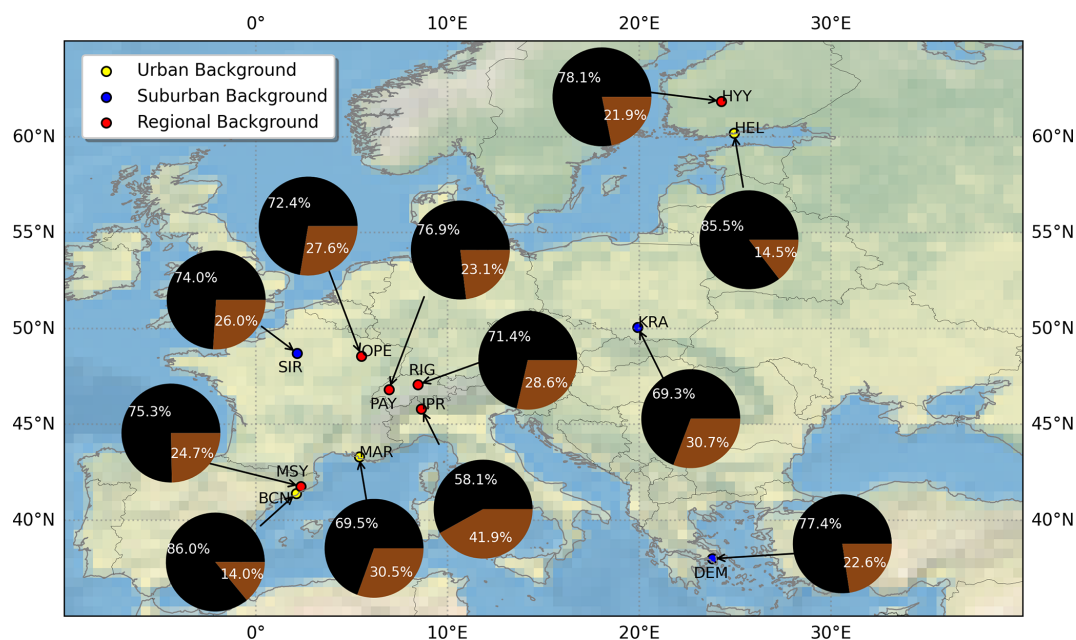 0° 10°E 20°E 30°E
Urban Background
Suburban Background
Regional Background
78.1%
21.9%
HYY
HEL
60°N 60°N
72.4%
27.6%
76.9%
23.1%
85.5%
14.5%
55°N 55°N
74.0%
26.0%
50°N 50°N
SIR
OPE
KRA
71.4%
28.6%
RIG
PAY
IPR
69.3%
30.7%
75.3%
24.7%
45°N 45°N
MSY
MAR
BCN
58.1%
41.9%
69.5%
30.5%
40°N 40°N
86.0%
14.0%
77.4%
22.6%
DEM
0° 10°E 20°E 30°E